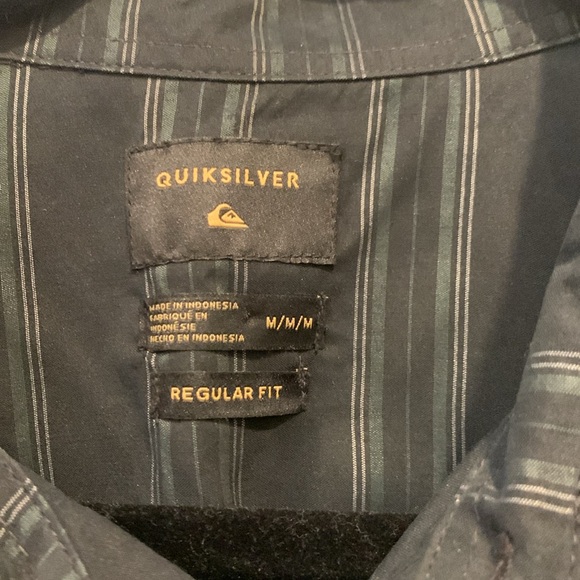 QUIKSILVER
MADE IN INDONESIA
FABRIQUÉ EN
INDONÉSIE
HECHO EN INDONESIA
M/M/M
REGULAR FIT